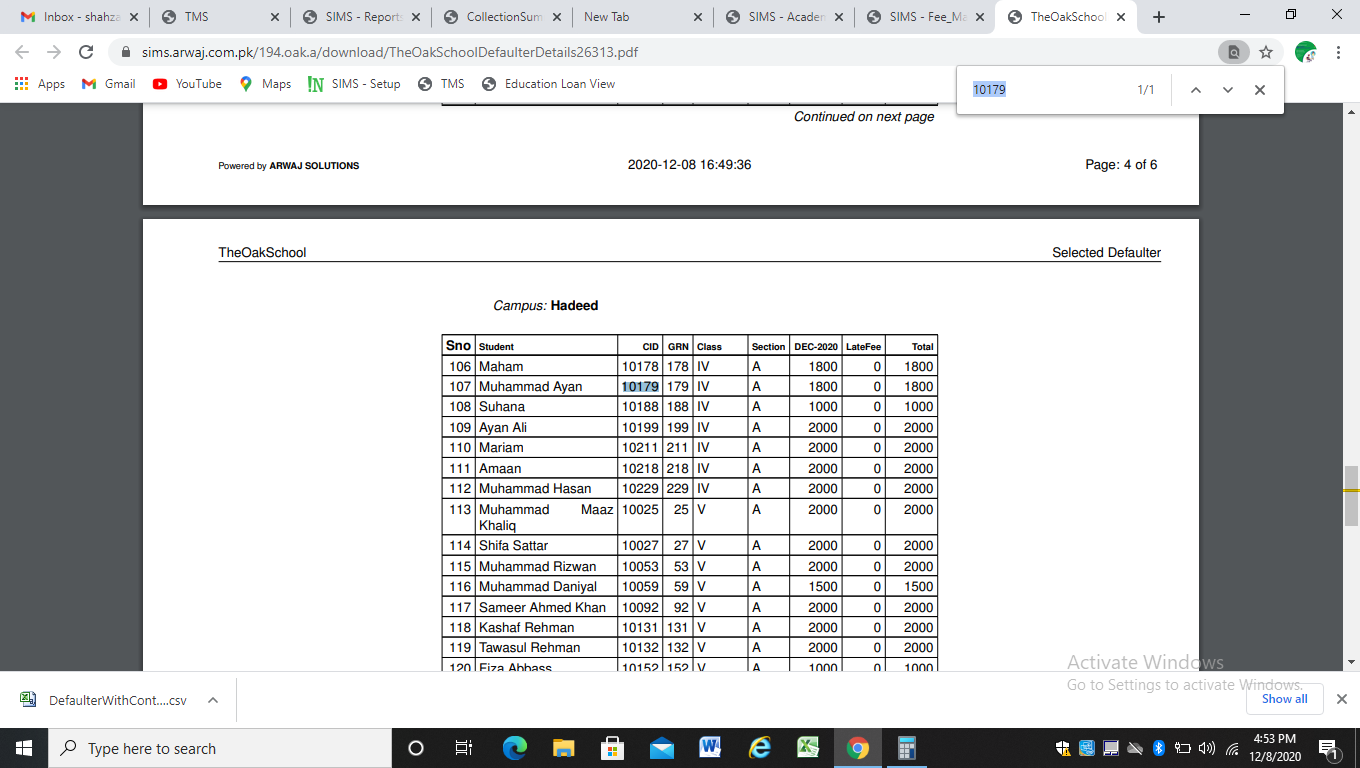 Inbox - shahza
TMS
SIMS - Reports
CollectionSum
New Tab
SIMS - Academ
SIMS - Fee_Ma
TheOakSchool
sims.arwaj.com.pk/194.oak.a/download/TheOakSchoolDefaulterDetails26313.pdf
Apps Gmail YouTube Maps SIMS - Setup TMS Education Loan View
10179 1/1
Continued on next page
Powered by ARWAJ SOLUTIONS 2020-12-08 16:49:36 Page: 4 of 6
TheOakSchool Selected Defaulter
Campus: Hadeed
Sno Student CID GRN Class Section DEC-2020 LateFee Total
106 Maham 10178 178 IV A 1800 0 1800
107 Muhammad Ayan 10179 179 IV A 1800 0 1800
108 Suhana 10188 188 IV A 1000 0 1000
109 Ayan Ali 10199 199 IV A 2000 0 2000
110 Mariam 10211 211 IV A 2000 0 2000
111 Amaan 10218 218 IV A 2000 0 2000
112 Muhammad Hasan 10229 229 IV A 2000 0 2000
113 Muhammad Maaz 10025 25 V A 2000 0 2000
Khaliq
114 Shifa Sattar 10027 27 V A 2000 0 2000
115 Muhammad Rizwan 10053 53 V A 2000 0 2000
116 Muhammad Daniyal 10059 59 V A 1500 0 1500
117 Sameer Ahmed Khan 10092 92 V A 2000 0 2000
118 Kashaf Rehman 10131 131 V A 2000 0 2000
119 Tawasul Rehman 10132 132 V A 2000 0 2000
120 Fiza Abbass 10152 152 V A 1000 0 1000
Activate Windows
Go to Settings to activate Windows.
DefaulterWithCont....csv
Show all
Type here to search
4:53 PM
12/8/2020
1